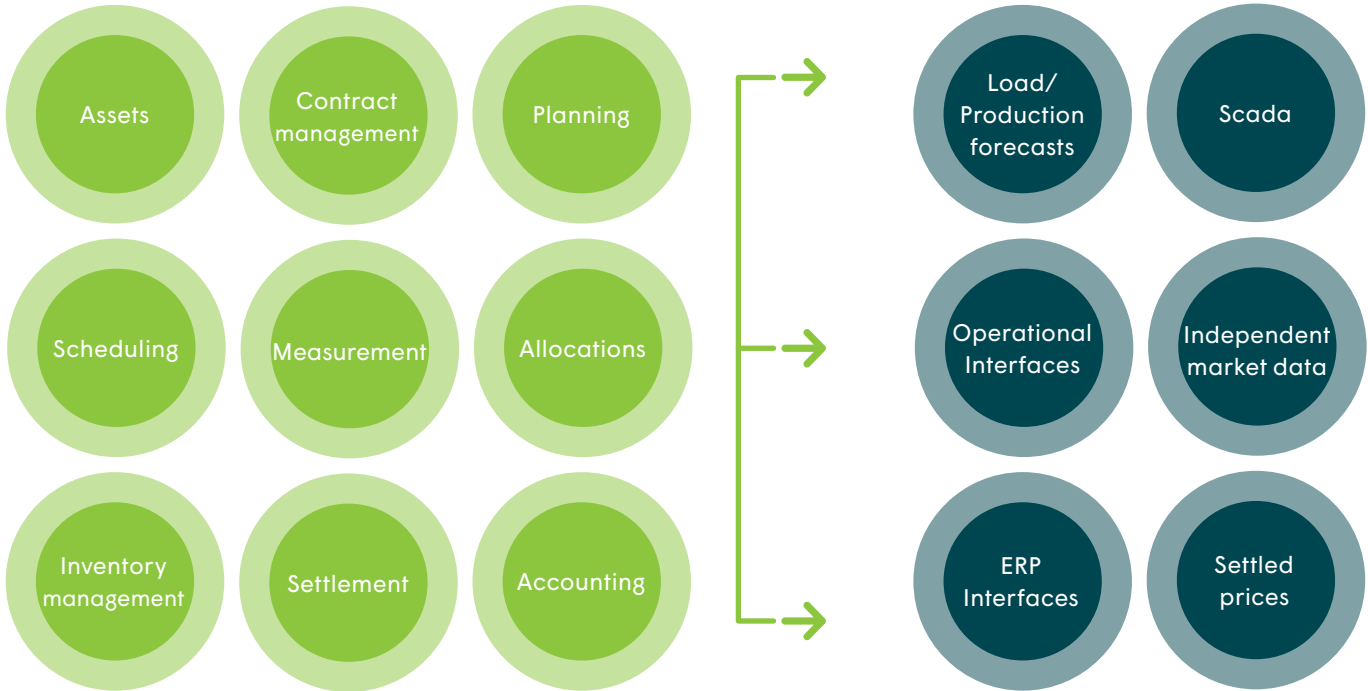 Assets
Contract
management
Planning
Load/
Production
forecasts
Scada
Scheduling
Measurement
Allocations
Operational
Interfaces
Independent
market data
Inventory
management
Settlement
Accounting
ERP
Interfaces
Settled
prices